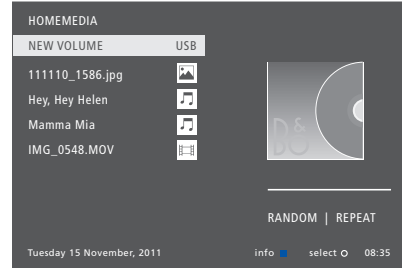 HOMEMEDIA
NEW VOLUME USB
111110_1586.jpg
Hey, Hey Helen
Mamma Mia
IMG_0548.MOV
B&O
RANDOM | REPEAT
Tuesday 15 November, 2011 info select 08:35